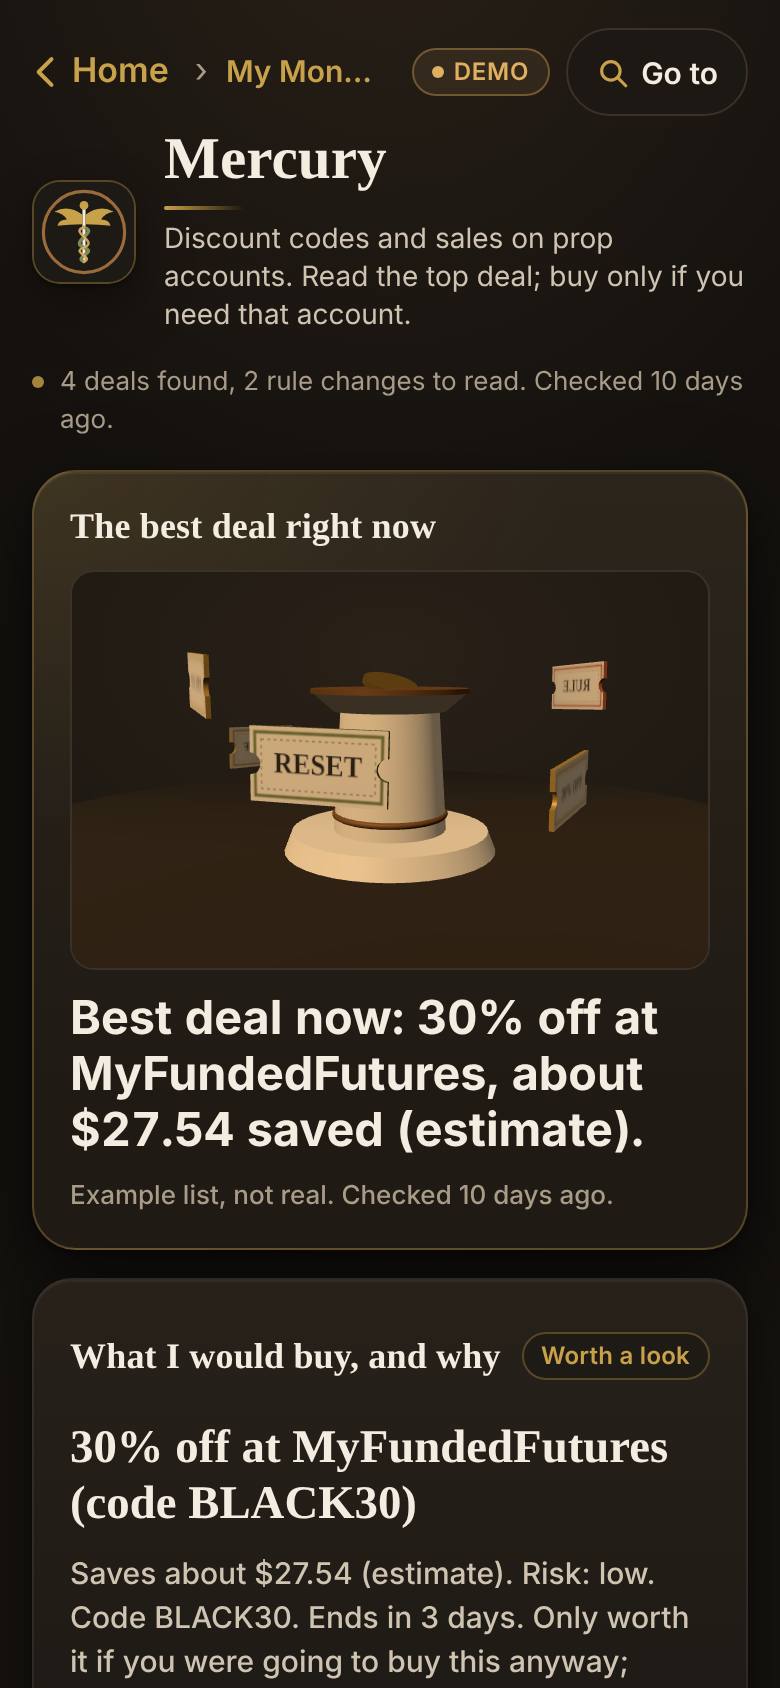 Home › My Mon...
DEMO
Go to
Mercury
Discount codes and sales on prop
accounts. Read the top deal; buy only if you
need that account.
4 deals found, 2 rule changes to read. Checked 10 days
ago.
The best deal right now
RULE
RESET
Best deal now: 30% off at
MyFundedFutures, about
$27.54 saved (estimate).
Example list, not real. Checked 10 days ago.
What I would buy, and why
Worth a look
30% off at MyFundedFutures
(code BLACK30)
Saves about $27.54 (estimate). Risk: low.
Code BLACK30. Ends in 3 days. Only worth
it if you were going to buy this anyway;